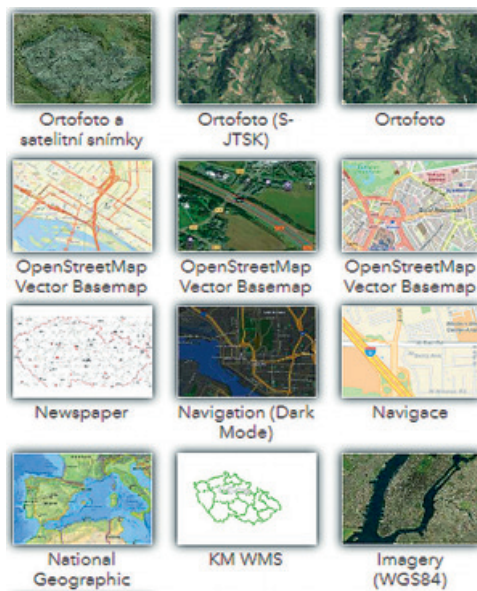 Ortofoto a
satelitní snímky
Ortofoto (S-
JTSK)
Ortofoto
OpenStreetMap
Vector Basemap
OpenStreetMap
Vector Basemap
OpenStreetMap
Vector Basemap
Newspaper
Navigation (Dark
Mode)
Navigace
National
Geographic
KM WMS
Imagery
(WGS84)